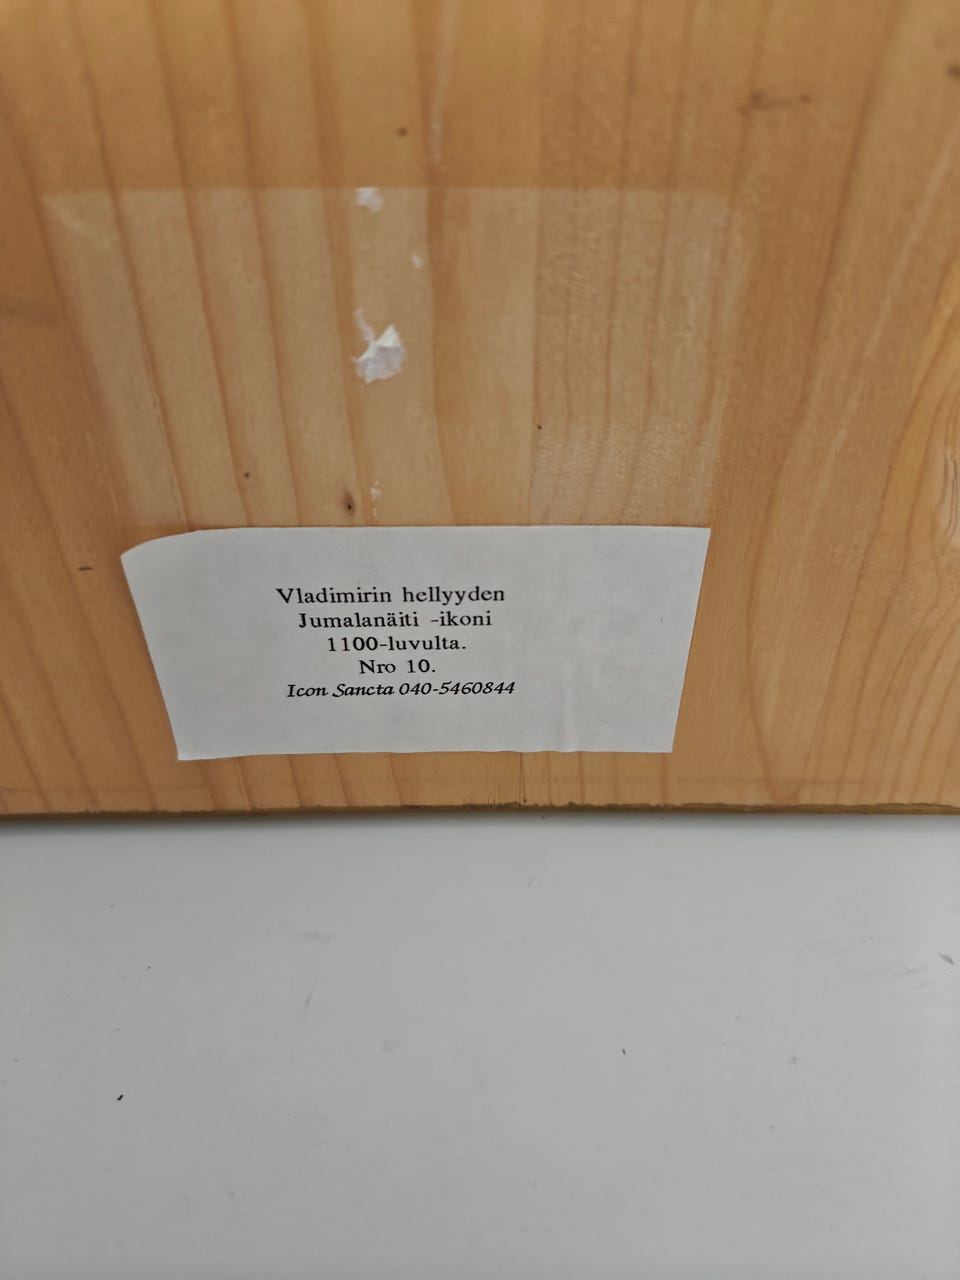 Vladimirin hellyyden
Jumalanäiti -ikoni
1100-luvulta.
Nro 10.
Icon Sancta 040-5460844